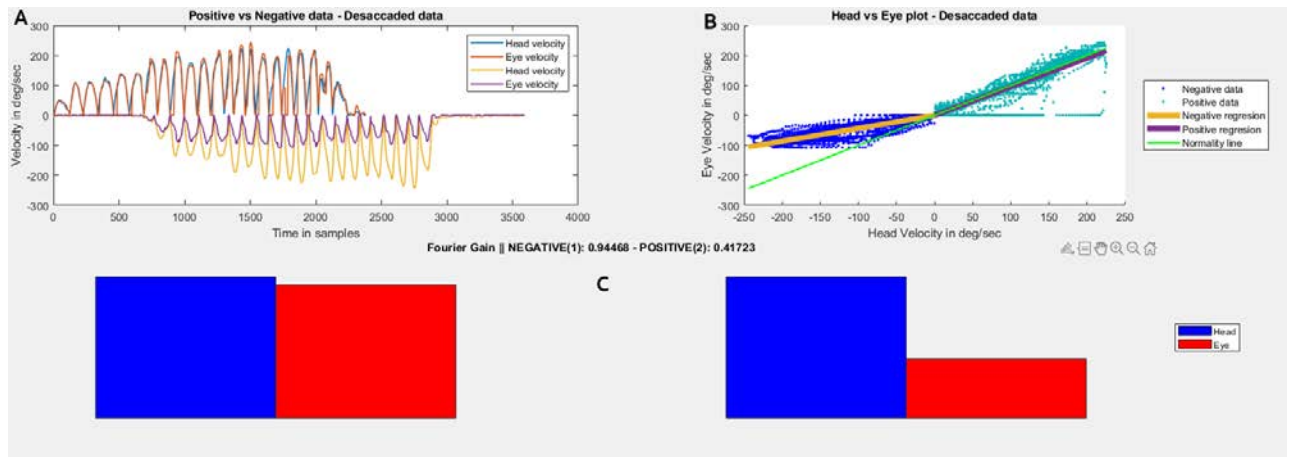 A
Positive vs Negative data - Desaccaded data
300
200
100
0
-100
-200
-300
Velocity in deg/sec
0 500 1000 1500 2000 2500 3000 3500 4000
Time in samples
Head velocity
Eye velocity
Head velocity
Eye velocity
B
Head vs Eye plot - Desaccaded data
300
200
100
0
-100
-200
-300
Eye Velocity in deg/sec
-250 -200 -150 -100 -50 0 50 100 150 200 250
Head Velocity in deg/sec
Negative data
Positive data
Negative regresion
Positive regresion
Normality line
Fourier Gain || NEGATIVE(1): 0.94468 - POSITIVE(2): 0.41723
C
Head
Eye